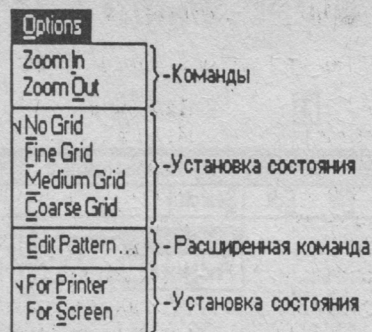 Options
Zoom In
Zoom Out
-Команды
√No Grid
Fine Grid
Medium Grid
Coarse Grid
-Установка состояния
Edit Pattern...
-Расширенная команда
√For Printer
For Screen
-Установка состояния